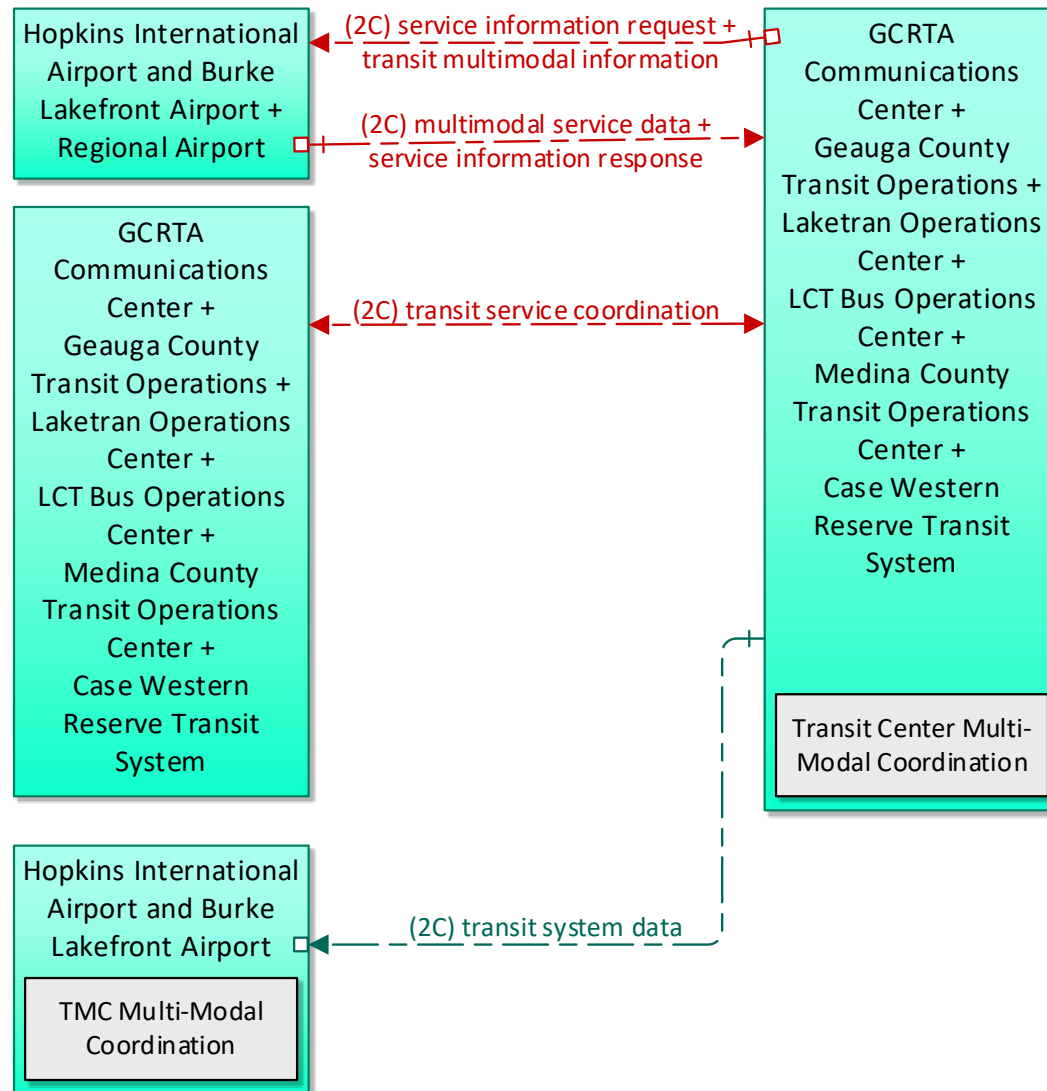 Hopkins International
Airport and Burke
Lakefront Airport +
Regional Airport
(2C) service information request +
transit multimodal information
(2C) multimodal service data +
service information response
GCRTA
Communications
Center +
Geauga County
Transit Operations +
Laketran Operations
Center +
LCT Bus Operations
Center +
Medina County
Transit Operations
Center +
Case Western
Reserve Transit
System
Transit Center Multi-
Modal Coordination
GCRTA
Communications
Center +
Geauga County
Transit Operations +
Laketran Operations
Center +
LCT Bus Operations
Center +
Medina County
Transit Operations
Center +
Case Western
Reserve Transit
System
(2C) transit service coordination
Hopkins International
Airport and Burke
Lakefront Airport
TMC Multi-Modal
Coordination
(2C) transit system data